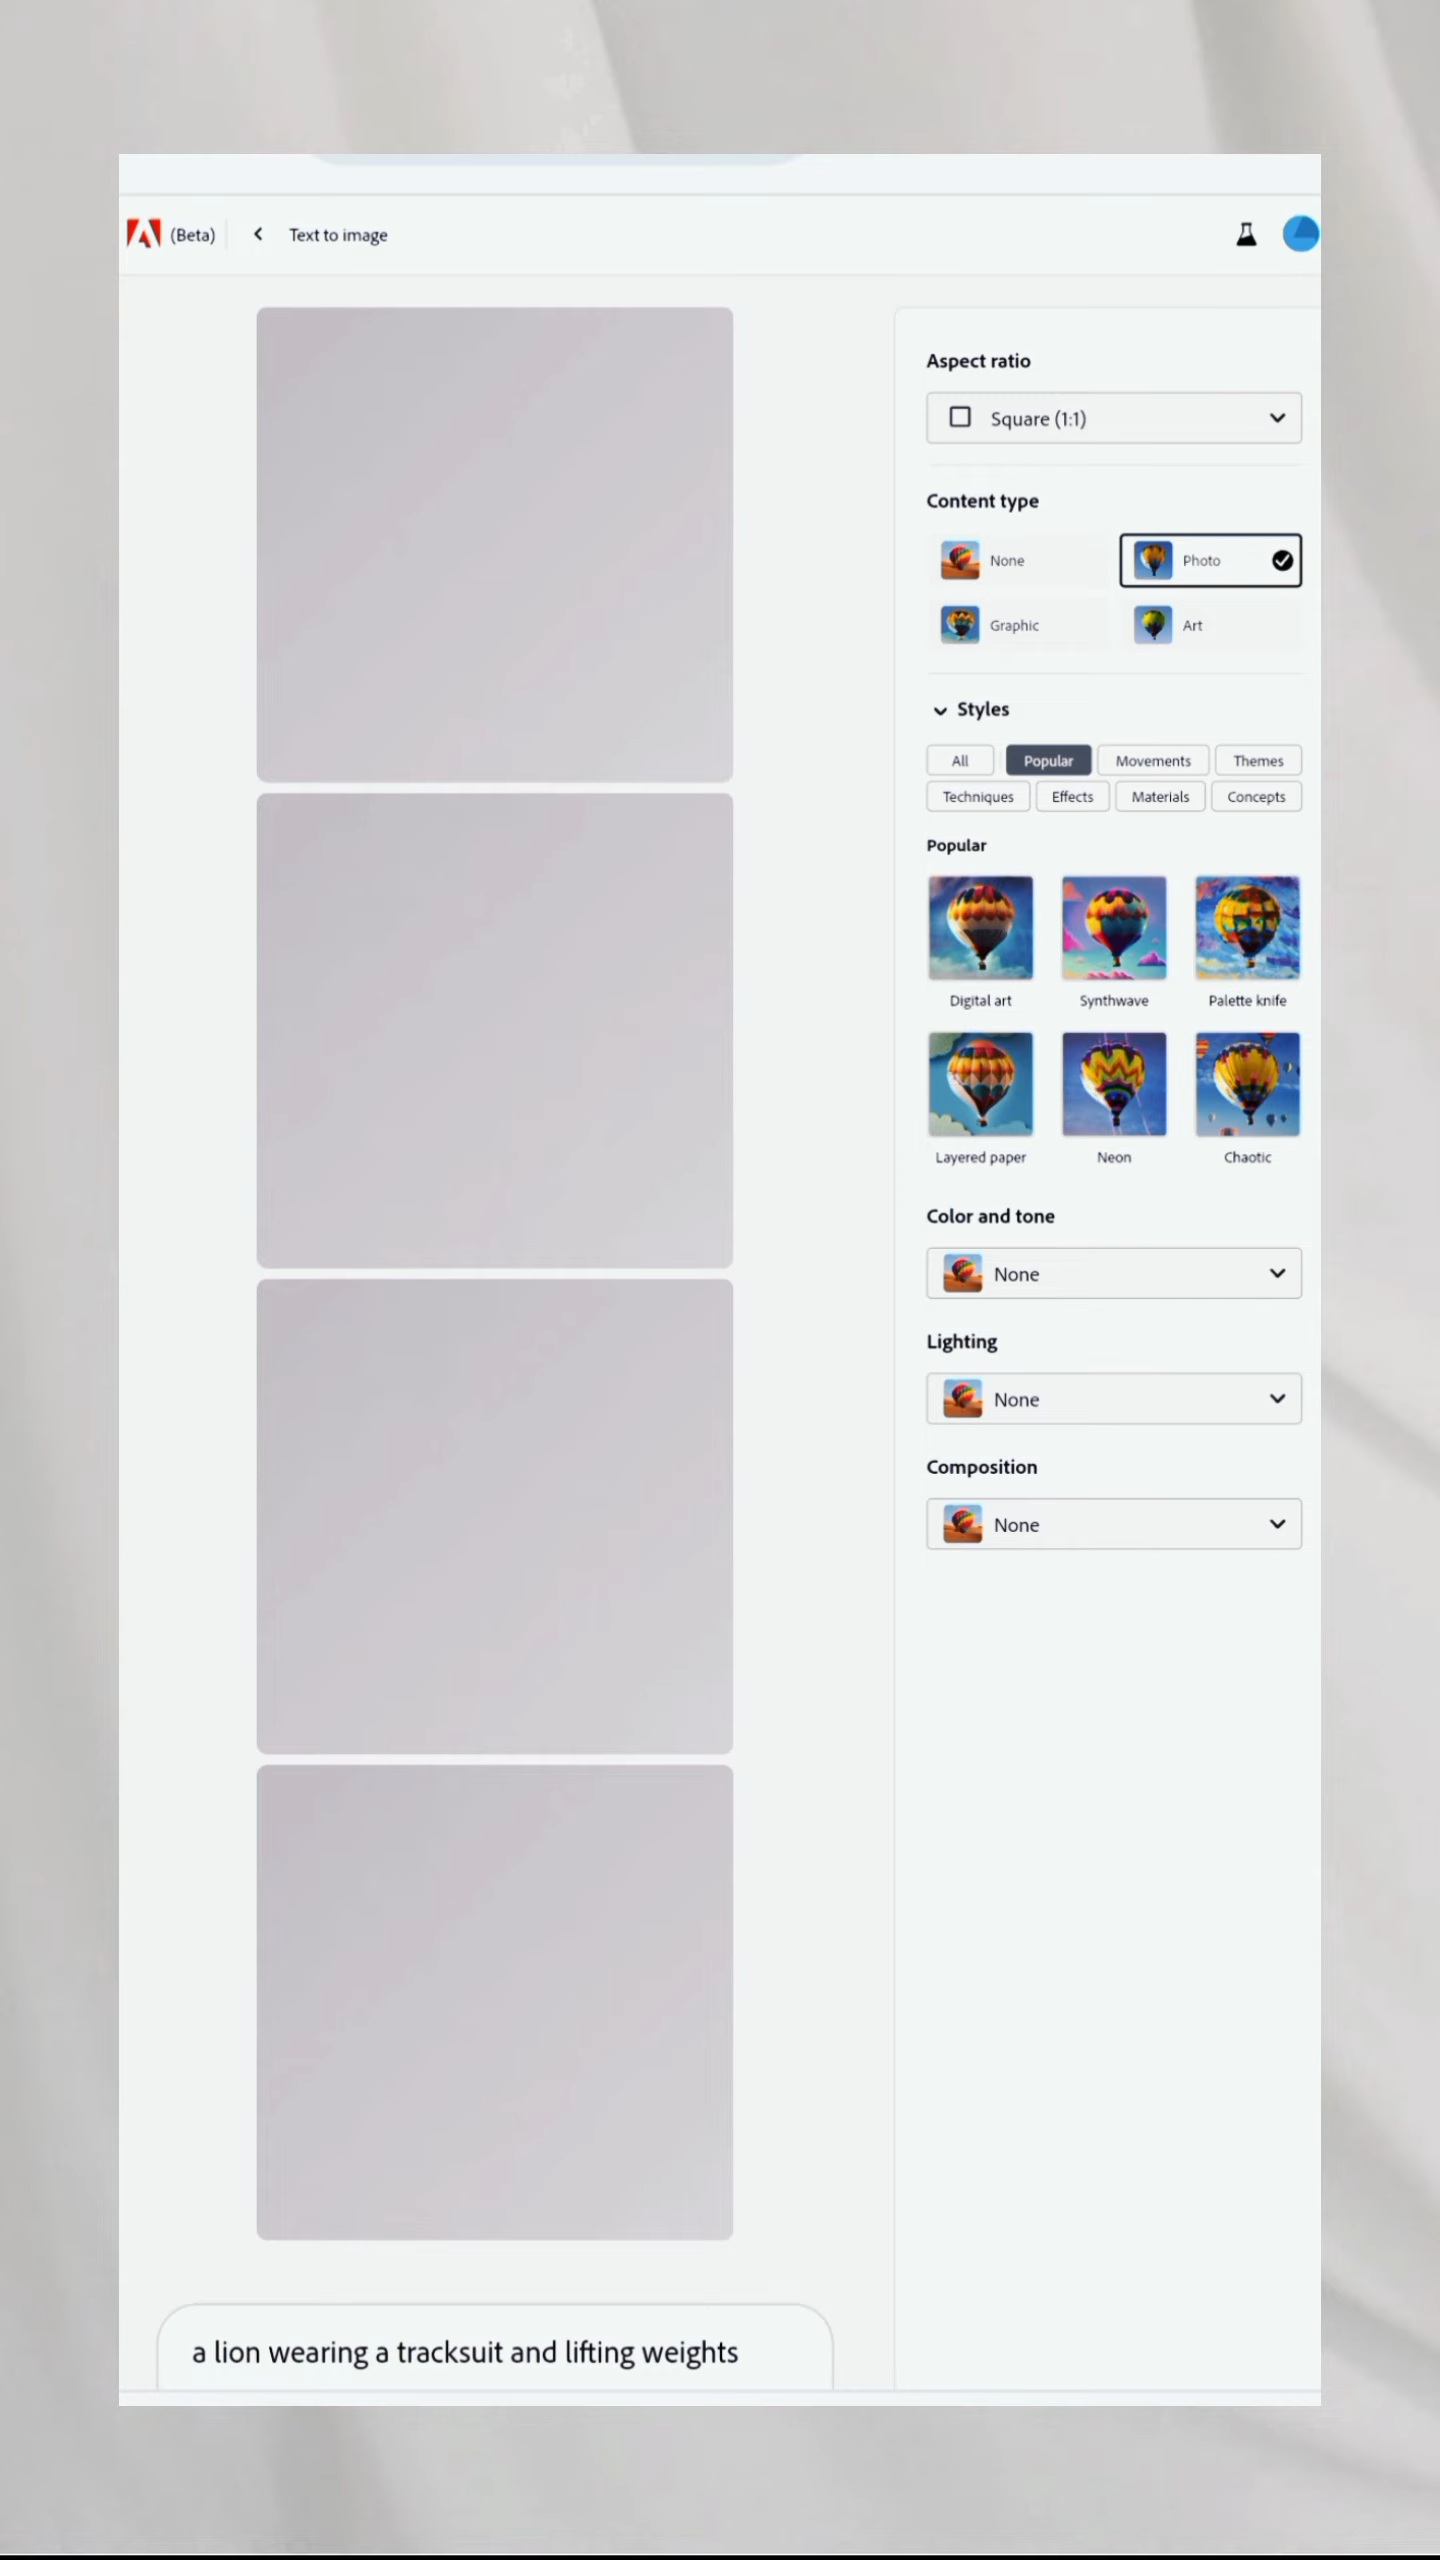 (Beta)
Text to image
Aspect ratio
Square (1:1)
Content type
None
Photo
Graphic
Art
Styles
All
Popular
Movements
Themes
Techniques
Effects
Materials
Concepts
Popular
Digital art
Synthwave
Palette knife
Layered paper
Neon
Chaotic
Color and tone
None
Lighting
None
Composition
None
a lion wearing a tracksuit and lifting weights